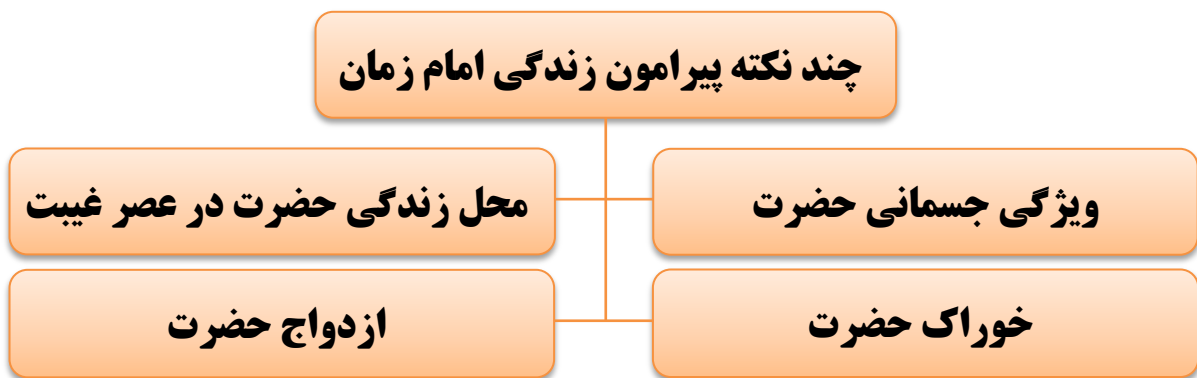 چند نکته پیرامون زندگی امام زمان
ویژگی جسمانی حضرت
محل زندگی حضرت در عصر غیبت
خوراک حضرت
ازدواج حضرت